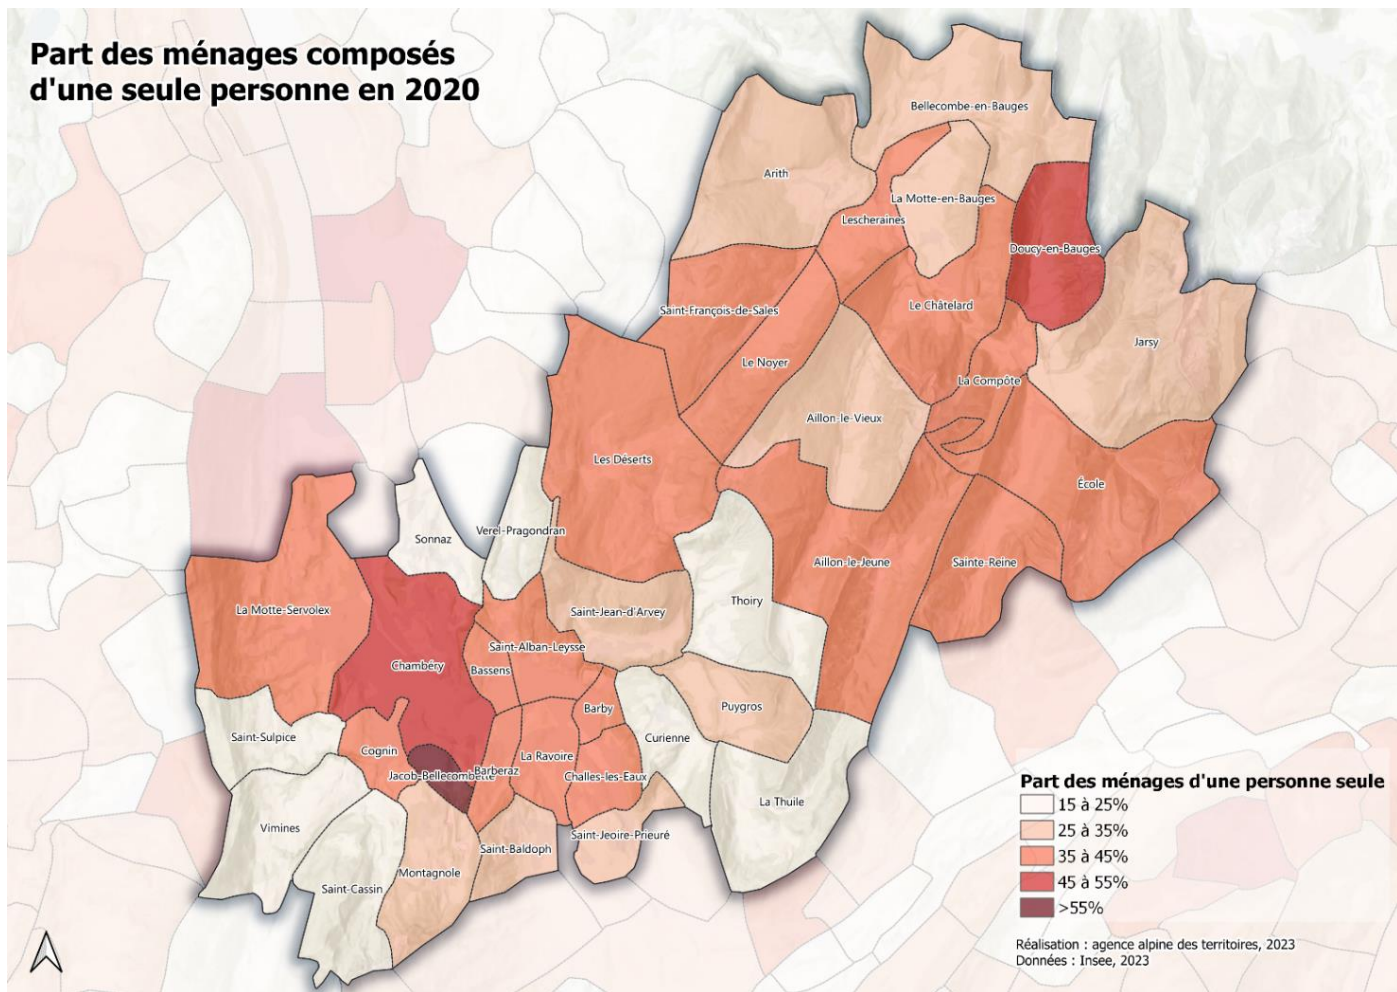 Part des ménages composés
d'une seule personne en 2020
Bellecombe-en-Bauges
Arith
La Motte-en-Bauges
Lescheraines
Doucy-en-Bauges
Le Châtelard
Saint-François-de-Sales
Jarsy
Le Noyer
La Compôte
Aillon-le-Vieux
Les Déserts
École
Verel-Pragondran
Sonnaz
Aillon-le-Jeune
Sainte-Reine
Thoiry
La Motte-Servolex
Saint-Jean-d'Arvey
Saint-Alban-Leysse
Chambéry
Bassens
Puygros
Barby
Saint-Sulpice
Curienne
Cognin
La Ravoire
Barberaz
Jacob-Bellecombette
Challes-les-Eaux
La Thuile
Vimines
Saint-Jeoire-Prieuré
Saint-Baldoph
Montagnole
Saint-Cassin
Part des ménages d'une personne seule
15 à 25%
25 à 35%
35 à 45%
45 à 55%
>55%
Réalisation : agence alpine des territoires, 2023
Données : Insee, 2023